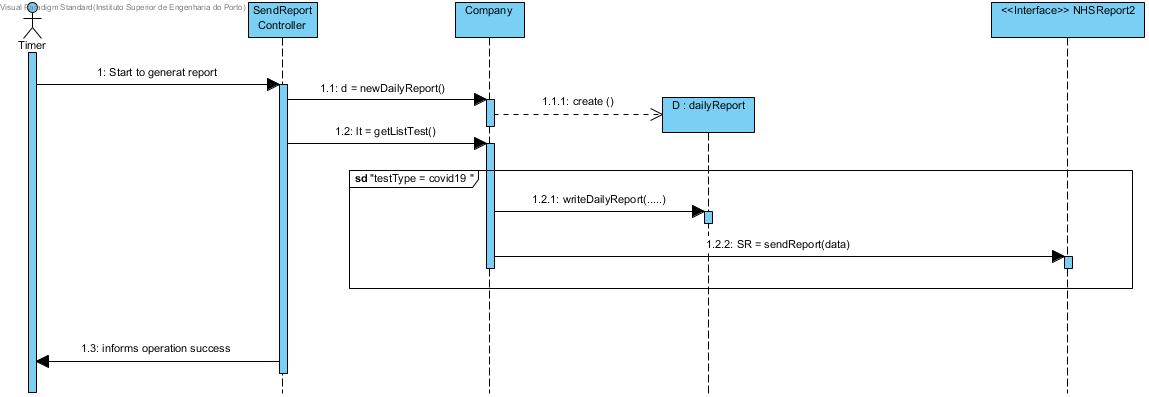 Visual Paradigm Standard(Instituto Superior de Engenharia do Porto)
Timer
SendReport
Controller
Company
<<Interface>> NHSReport2
1: Start to generat report
1.1: d = newDailyReport()
1.1.1: create ()
D : dailyReport
1.2: lt = getListTest()
sd "testType = covid19 "
1.2.1: writeDailyReport(.....)
1.2.2: SR = sendReport(data)
1.3: informs operation success